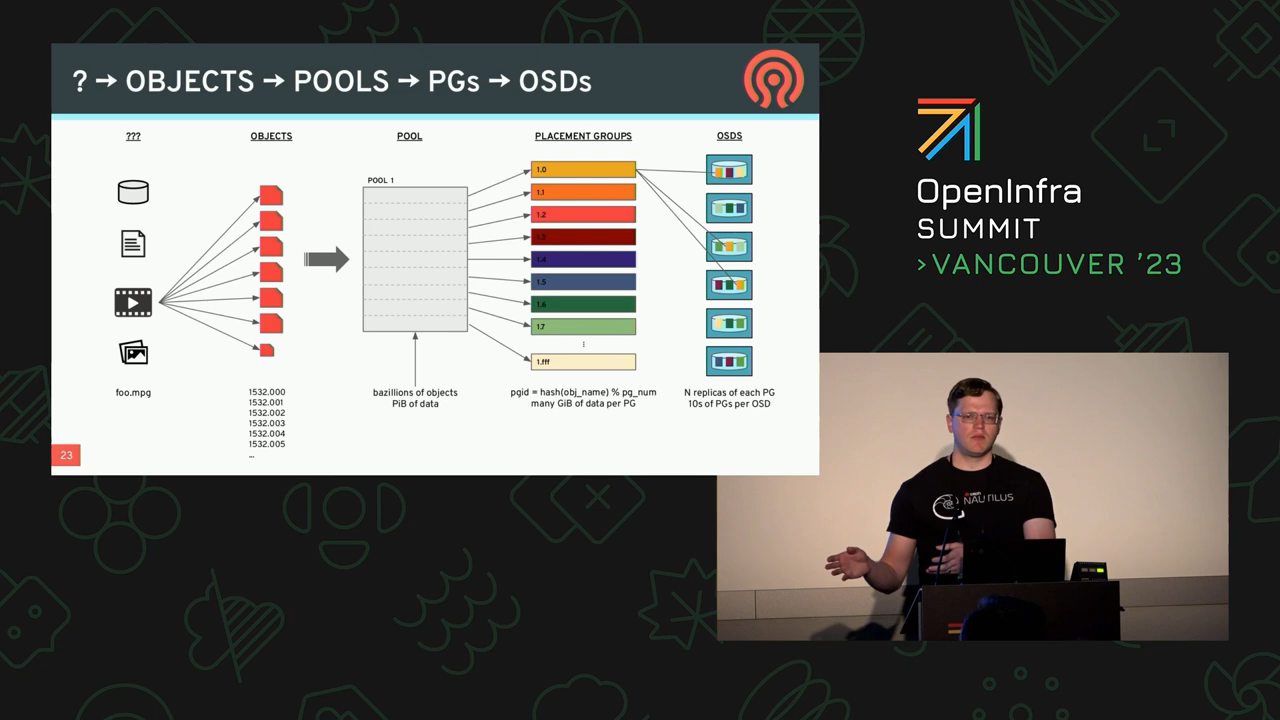 ? → OBJECTS → POOLS → PGs → OSDs
???
OBJECTS
POOL
PLACEMENT GROUPS
OSDS
POOL 1
1.0
1.1
1.2
1.3
1.4
1.5
1.6
1.7
⋮
1.fff
foo.mpg
1532.000
1532.001
1532.002
1532.003
1532.004
1532.005
...
bazillions of objects
PiB of data
pgid = hash(obj_name) % pg_num
many GiB of data per PG
N replicas of each PG
10s of PGs per OSD
23
OpenInfra
SUMMIT
>VANCOUVER '23
NAUTILUS